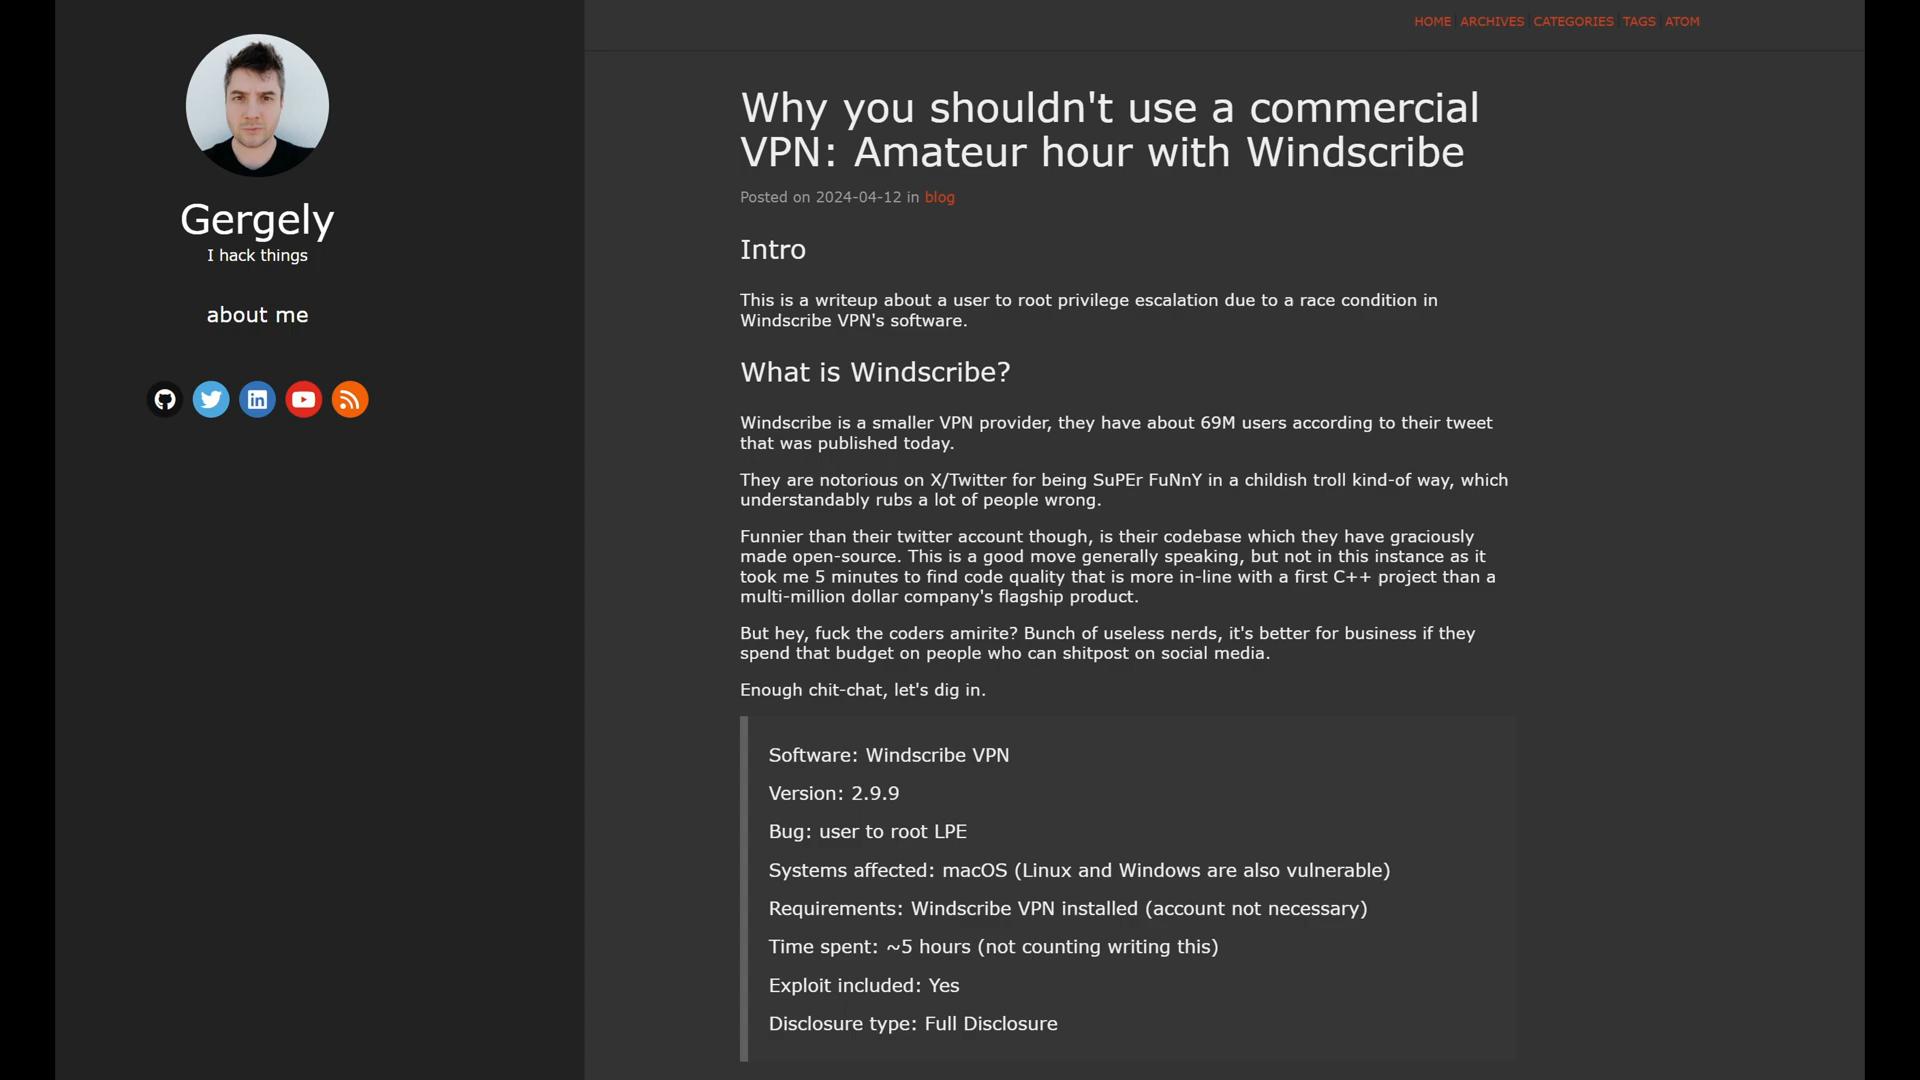 HOME ARCHIVES CATEGORIES TAGS ATOM
Gergely
I hack things
about me
Why you shouldn't use a commercial
VPN: Amateur hour with Windscribe
Posted on 2024-04-12 in blog
Intro
This is a writeup about a user to root privilege escalation due to a race condition in
Windscribe VPN's software.
What is Windscribe?
Windscribe is a smaller VPN provider, they have about 69M users according to their tweet
that was published today.
They are notorious on X/Twitter for being SuPEr FuNnY in a childish troll kind-of way, which
understandably rubs a lot of people wrong.
Funnier than their twitter account though, is their codebase which they have graciously
made open-source. This is a good move generally speaking, but not in this instance as it
took me 5 minutes to find code quality that is more in-line with a first C++ project than a
multi-million dollar company's flagship product.
But hey, fuck the coders amirite? Bunch of useless nerds, it's better for business if they
spend that budget on people who can shitpost on social media.
Enough chit-chat, let's dig in.
Software: Windscribe VPN
Version: 2.9.9
Bug: user to root LPE
Systems affected: macOS (Linux and Windows are also vulnerable)
Requirements: Windscribe VPN installed (account not necessary)
Time spent: ~5 hours (not counting writing this)
Exploit included: Yes
Disclosure type: Full Disclosure